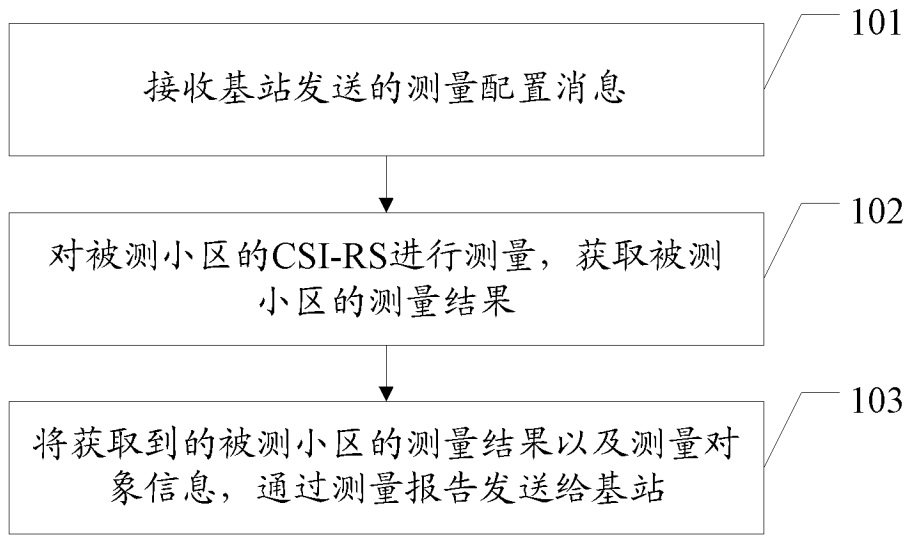 101
接收基站发送的测量配置消息
102
对被测小区的CSI-RS进行测量，获取被测
小区的测量结果
103
将获取到的被测小区的测量结果以及测量对
象信息，通过测量报告发送给基站